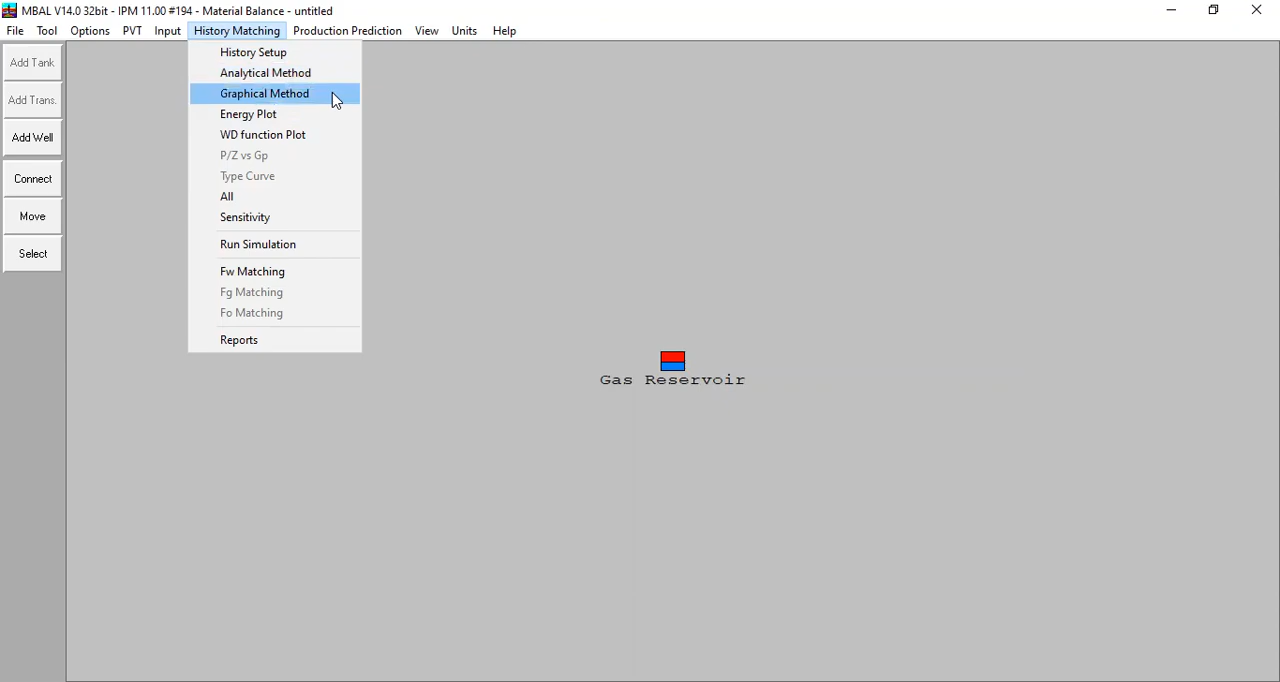 MBAL V14.0 32bit - IPM 11.00 #194 - Material Balance - untitled
File Tool Options PVT Input History Matching Production Prediction View Units Help
Add Tank
Add Trans.
Add Well
Connect
Move
Select
History Setup
Analytical Method
Graphical Method
Energy Plot
WD function Plot
P/Z vs Gp
Type Curve
All
Sensitivity
Run Simulation
Fw Matching
Fg Matching
Fo Matching
Reports
Gas Reservoir